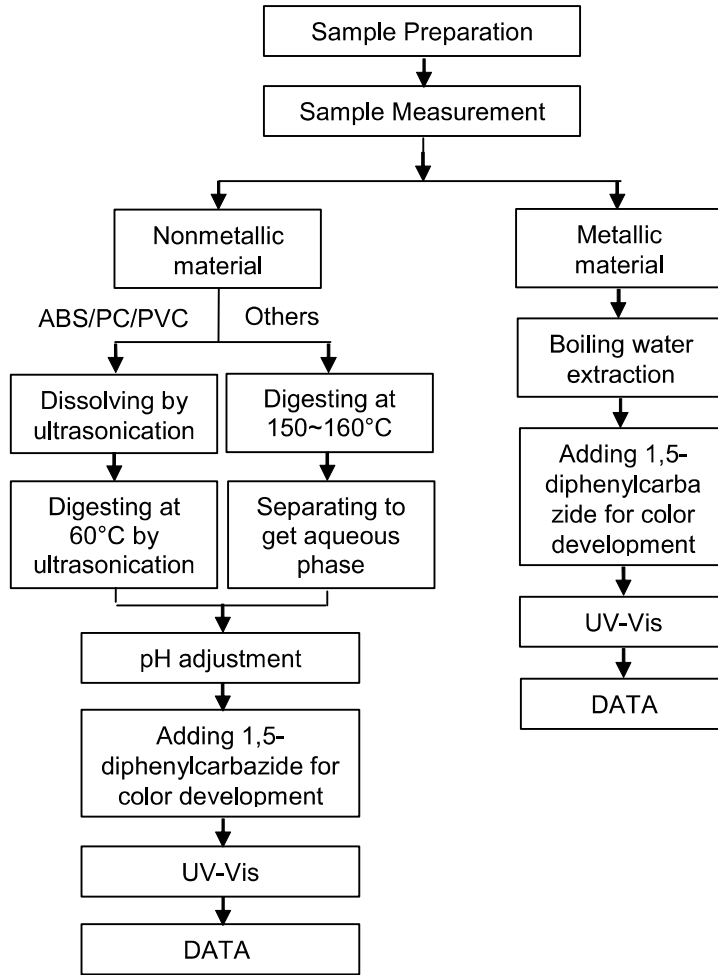 Sample Preparation
Sample Measurement
Nonmetallic
material
ABS/PC/PVC
Others
Dissolving by
ultrasonication
Digesting at
150~160°C
Digesting at
60°C by
ultrasonication
Separating to
get aqueous
phase
pH adjustment
Adding 1,5-
diphenylcarbazide for
color development
UV-Vis
DATA
Metallic
material
Boiling water
extraction
Adding 1,5-
diphenylcarba
zide for color
development
UV-Vis
DATA